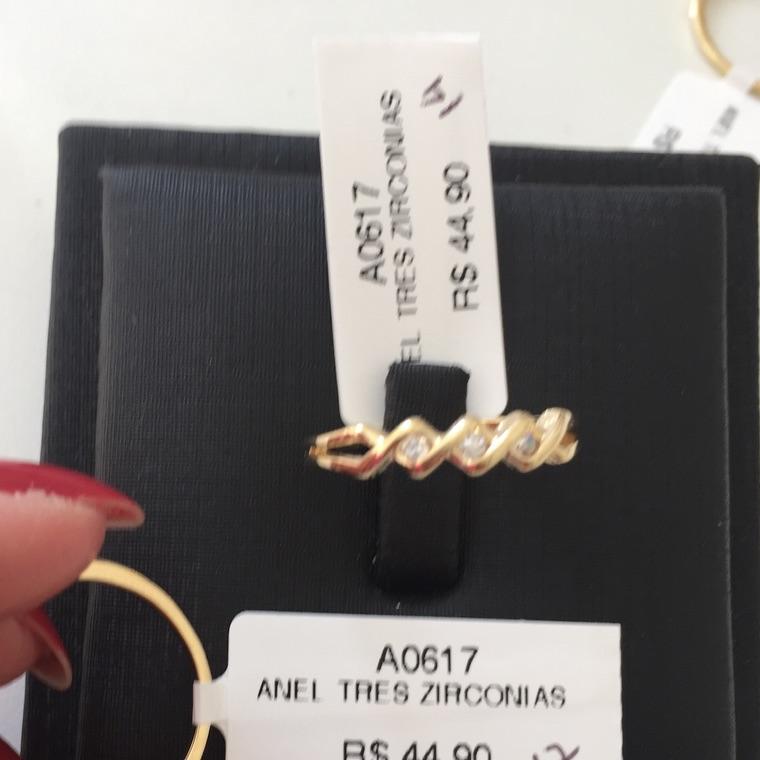 A0617
EL TRES ZIRCONIAS
R$ 44.90
A0617
ANEL TRES ZIRCONIAS
R$ 44.90